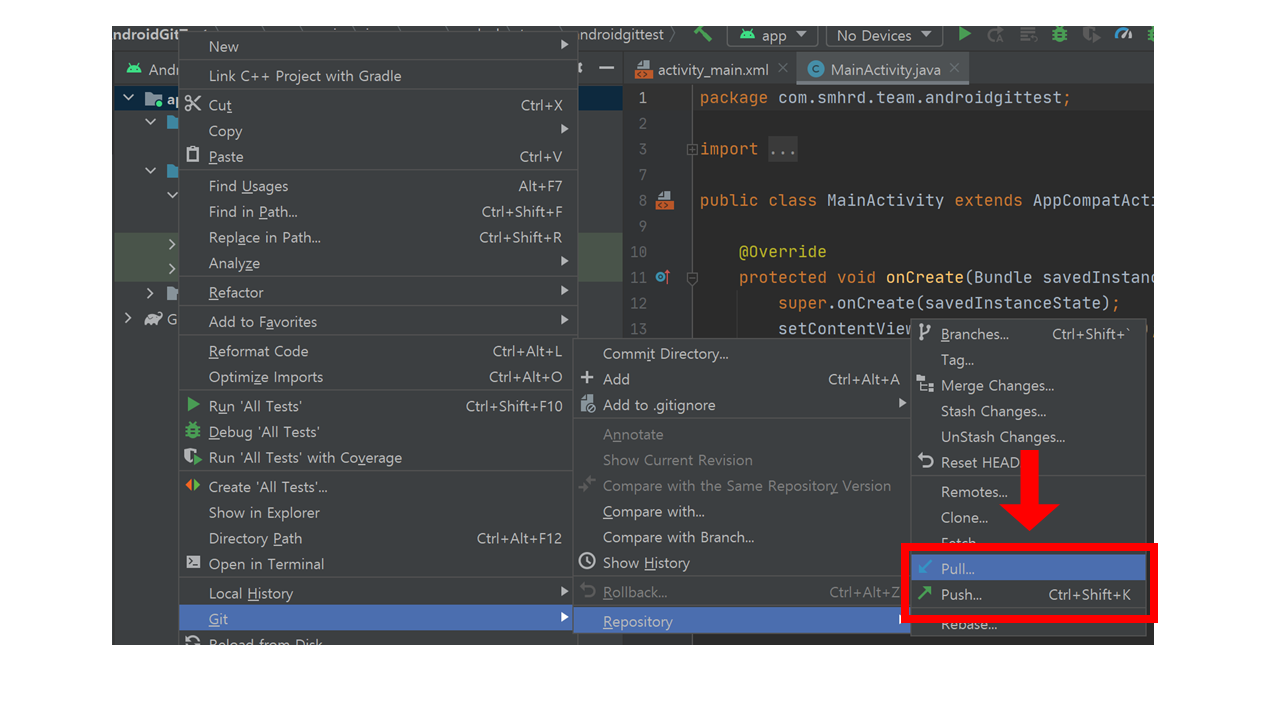 ndroidGitT
ndroidgittest
app
No Devices
Andr
activity_main.xml
MainActivity.java
ap
G
New
Link C++ Project with Gradle
Cut Ctrl+X
Copy
Paste Ctrl+V
Find Usages Alt+F7
Find in Path... Ctrl+Shift+F
Replace in Path... Ctrl+Shift+R
Analyze
Refactor
Add to Favorites
Reformat Code Ctrl+Alt+L
Optimize Imports Ctrl+Alt+O
Run 'All Tests' Ctrl+Shift+F10
Debug 'All Tests'
Run 'All Tests' with Coverage
Create 'All Tests'...
Show in Explorer
Directory Path Ctrl+Alt+F12
Open in Terminal
Local History
Git
Reload from Disk
1 package com.smhrd.team.androidgittest;
2
3 import ...
7
8 public class MainActivity extends AppCompatActi
9
10 @Override
11 protected void onCreate(Bundle savedInstanc
12 super.onCreate(savedInstanceState);
13 setContentView
Commit Directory...
Add Ctrl+Alt+A
Add to .gitignore
Annotate
Show Current Revision
Compare with the Same Repository Version
Compare with...
Compare with Branch...
Show History
Rollback... Ctrl+Alt+Z
Repository
Branches... Ctrl+Shift+`
Tag...
Merge Changes...
Stash Changes...
UnStash Changes...
Reset HEAD
Remotes...
Clone...
Fetch
Pull...
Push... Ctrl+Shift+K
Rebase...